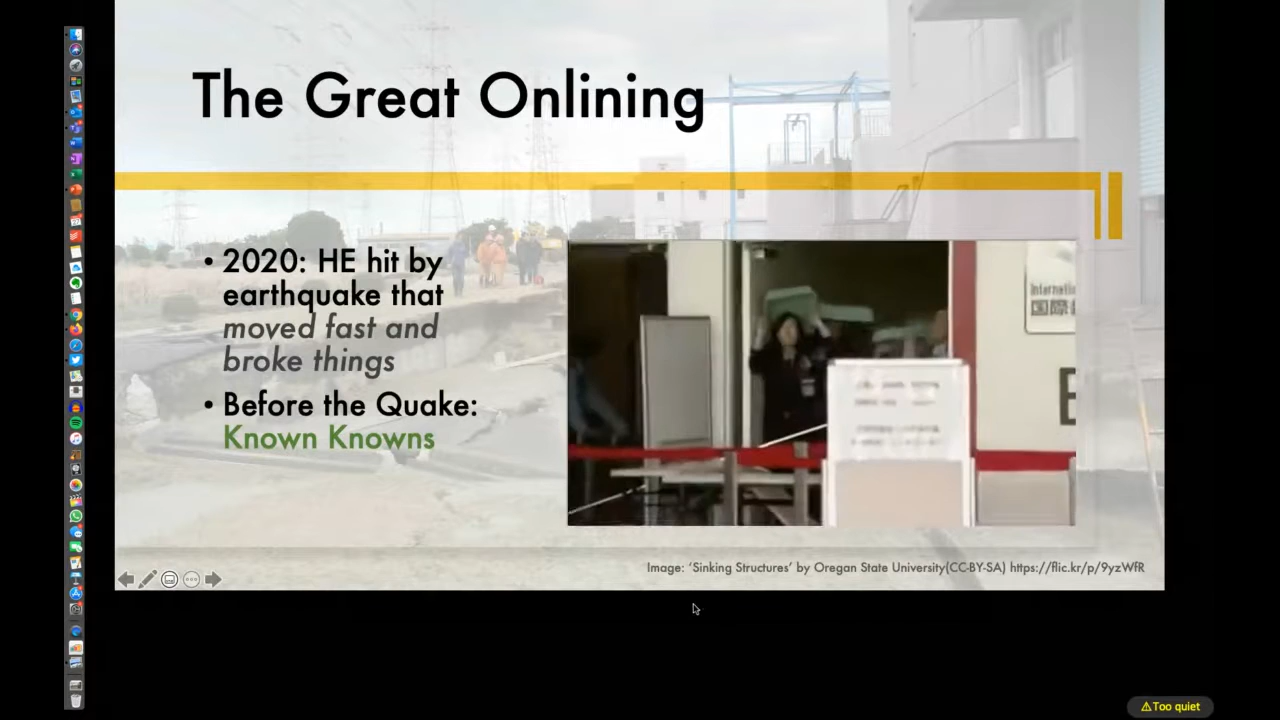 The Great Onlining
• 2020: HE hit by
earthquake that
moved fast and
broke things
• Before the Quake:
Known Knowns
Internati
Image: ‘Sinking Structures’ by Oregan State University(CC-BY-SA) https://flic.kr/p/9yzWfR
⚠Too quiet